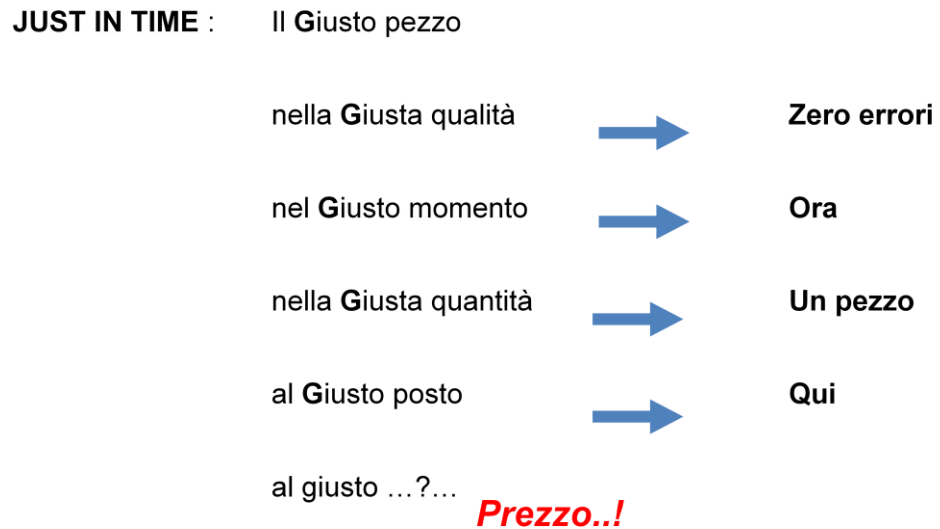 JUST IN TIME : Il Giusto pezzo
nella Giusta qualità Zero errori
nel Giusto momento Ora
nella Giusta quantità Un pezzo
al Giusto posto Qui
al giusto …?… Prezzo..!